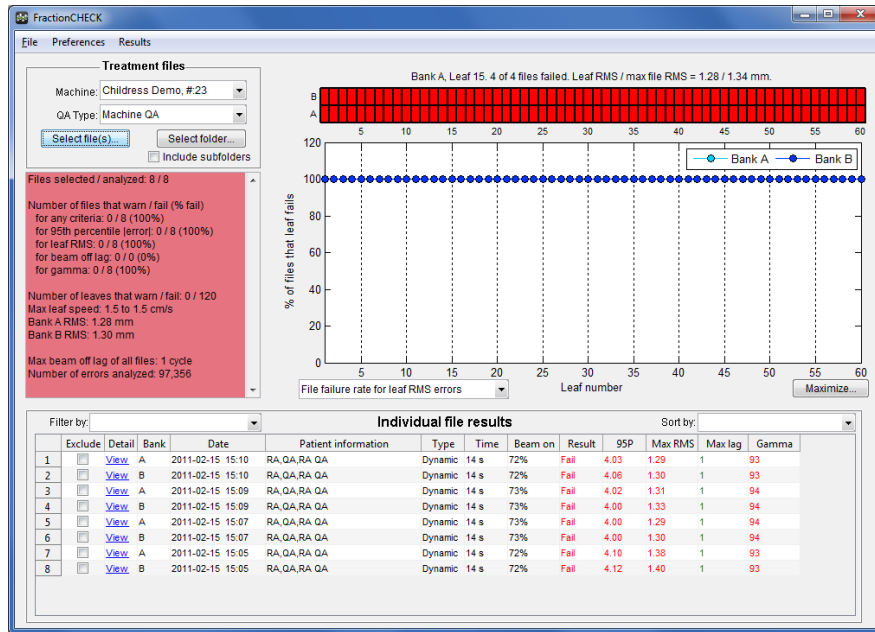 FractionCHECK
File Preferences Results
Treatment files
Machine: Childress Demo, #:23
QA Type: Machine QA
Select file(s)... Select folder...
Include subfolders
Files selected / analyzed: 8 / 8
Number of files that warn / fail (% fail)
for any criteria: 0 / 8 (100%)
for 95th percentile |error|: 0 / 8 (100%)
for leaf RMS: 0 / 8 (100%)
for beam off lag: 0 / 0 (0%)
for gamma: 0 / 8 (100%)
Number of leaves that warn / fail: 0 / 120
Max leaf speed: 1.5 to 1.5 cm/s
Bank A RMS: 1.28 mm
Bank B RMS: 1.30 mm
Max beam off lag of all files: 1 cycle
Number of errors analyzed: 97,356
Bank A, Leaf 15. 4 of 4 files failed. Leaf RMS / max file RMS = 1.28 / 1.34 mm.
B
A
5 10 15 20 25 30 35 40 45 50 55 60
120
100
80
60
40
20
0
% of files that leaf fails
Bank A Bank B
5 10 15 20 25 30 35 40 45 50 55 60
Leaf number
File failure rate for leaf RMS errors
Maximize...
Filter by: Individual file results Sort by:
Exclude Detail Bank Date Patient information Type Time Beam on Result 95P Max RMS Max lag Gamma
1 View A 2011-02-15 15:10 RA,QA,RA QA Dynamic 14 s 72% Fail 4.03 1.29 1 93
2 View B 2011-02-15 15:10 RA,QA,RA QA Dynamic 14 s 72% Fail 4.06 1.30 1 93
3 View A 2011-02-15 15:09 RA,QA,RA QA Dynamic 14 s 73% Fail 4.02 1.31 1 94
4 View B 2011-02-15 15:09 RA,QA,RA QA Dynamic 14 s 73% Fail 4.00 1.33 1 94
5 View A 2011-02-15 15:07 RA,QA,RA QA Dynamic 14 s 73% Fail 4.00 1.29 1 94
6 View B 2011-02-15 15:07 RA,QA,RA QA Dynamic 14 s 73% Fail 4.00 1.30 1 94
7 View A 2011-02-15 15:05 RA,QA,RA QA Dynamic 14 s 72% Fail 4.10 1.38 1 93
8 View B 2011-02-15 15:05 RA,QA,RA QA Dynamic 14 s 72% Fail 4.12 1.40 1 93